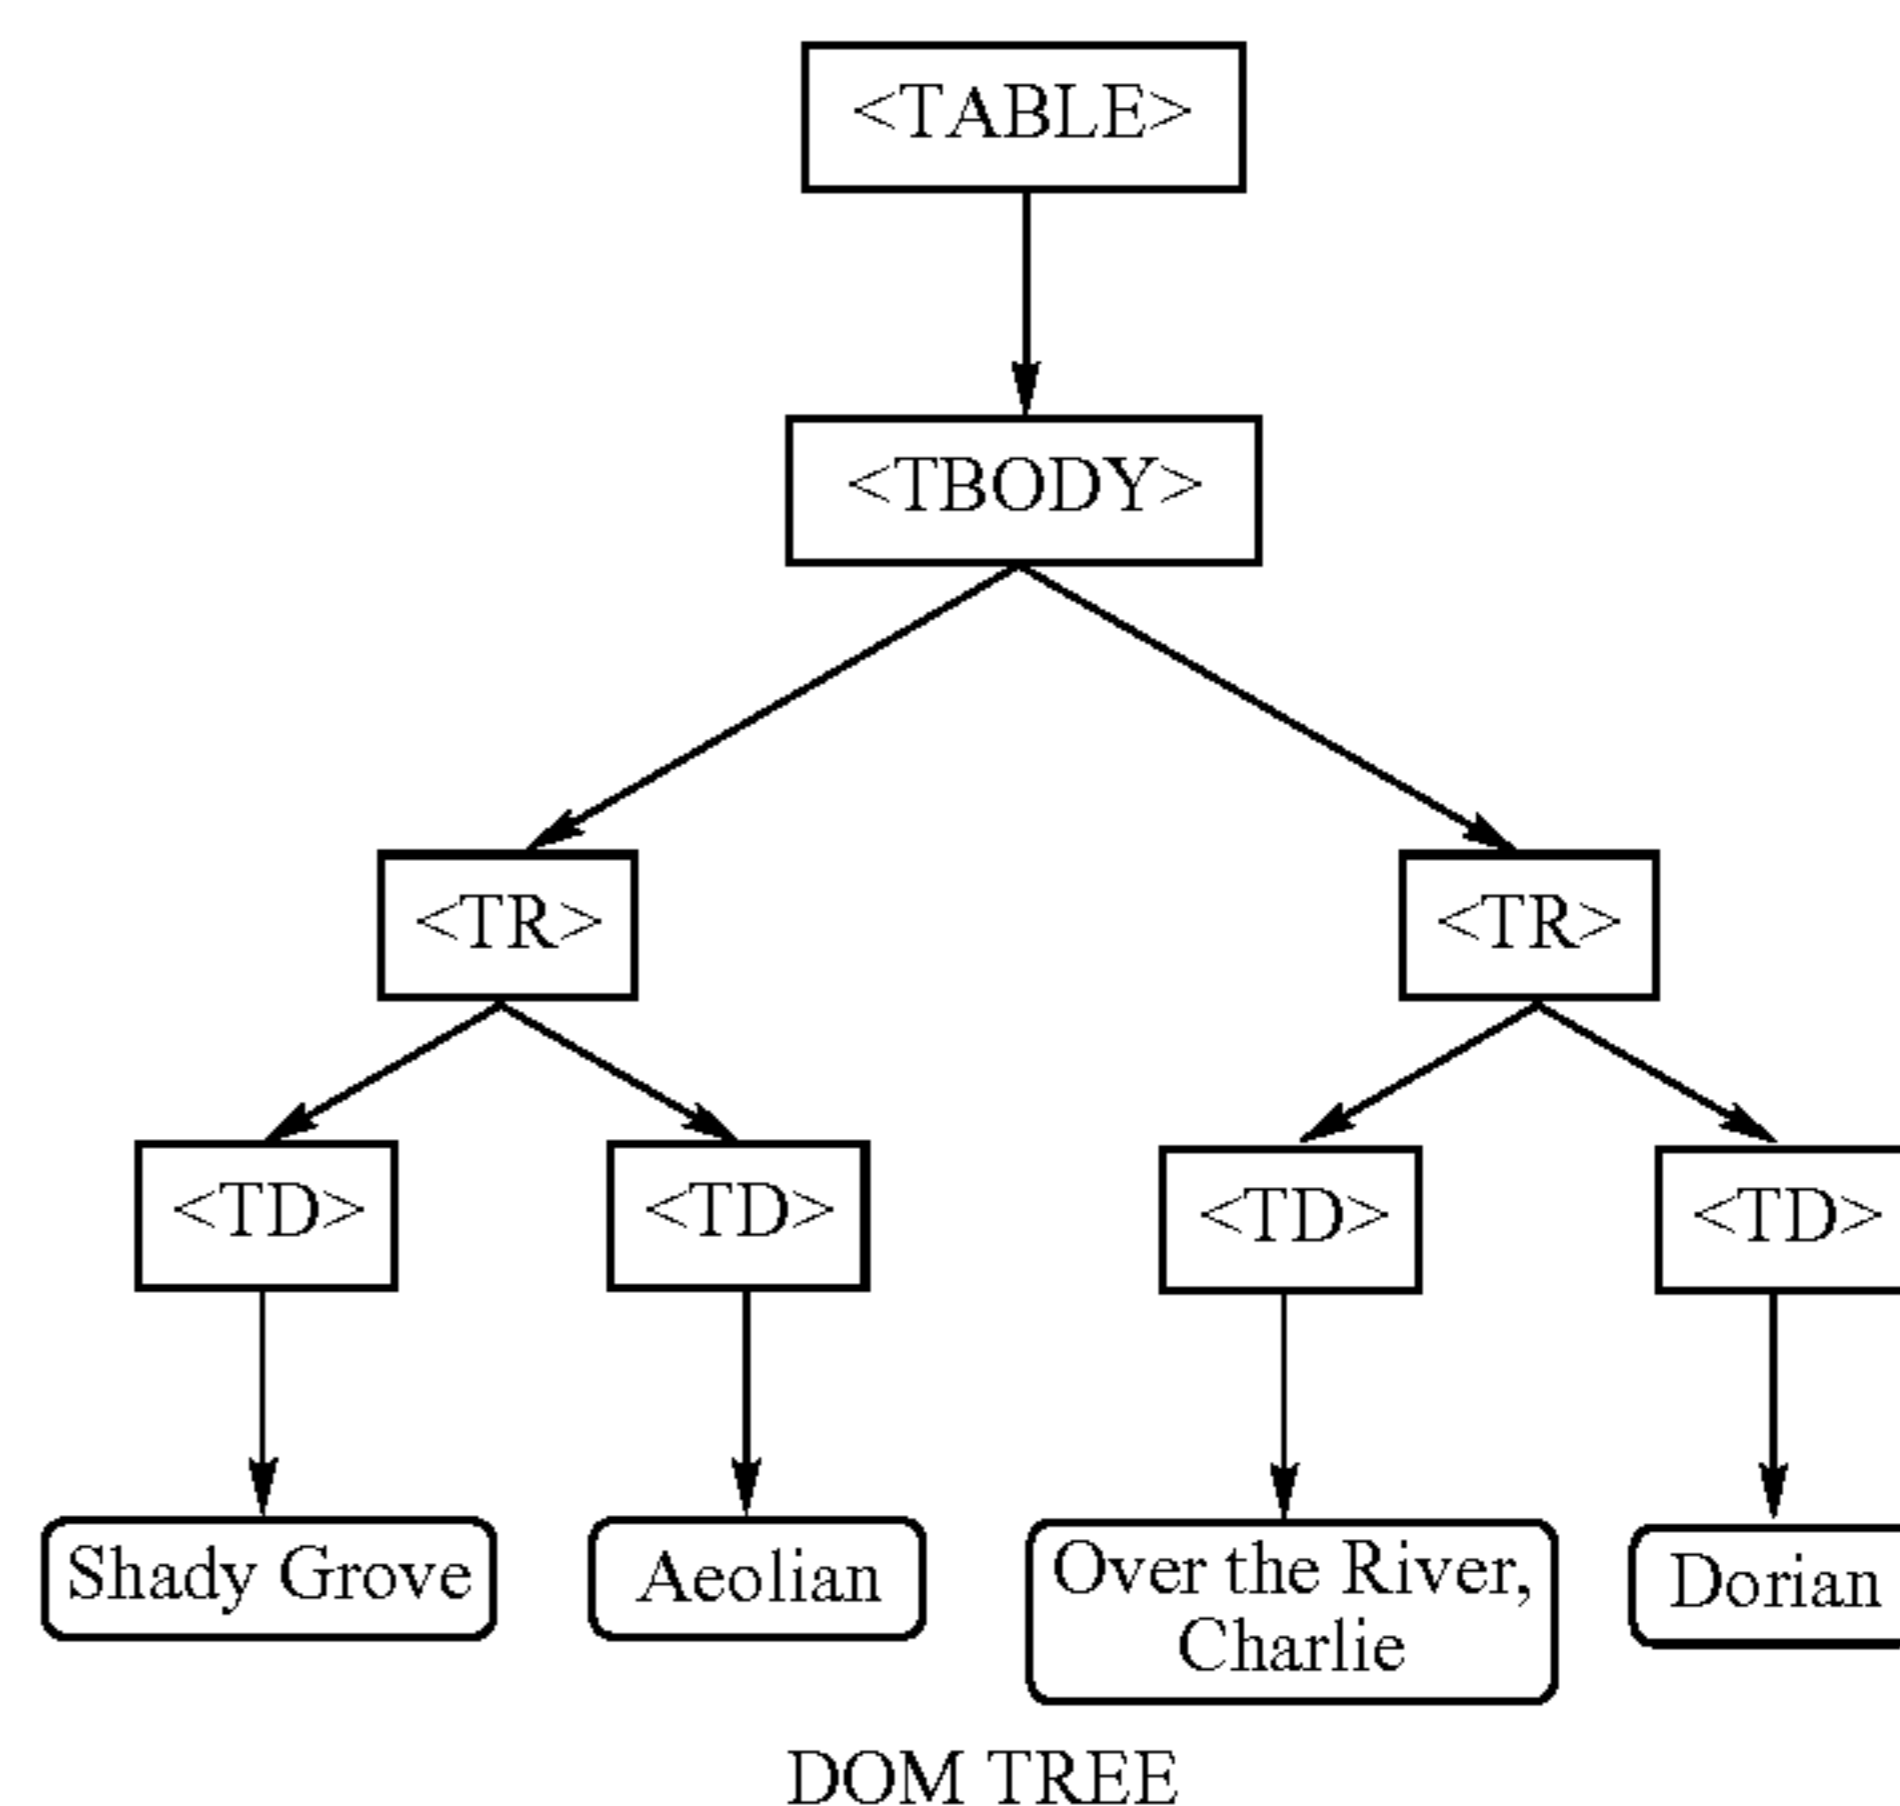 <TABLE>
<TBODY>
<TR> <TR>
<TD> <TD> <TD> <TD>
Shady Grove Aeolian Over the River, Dorian
Charlie
DOM TREE